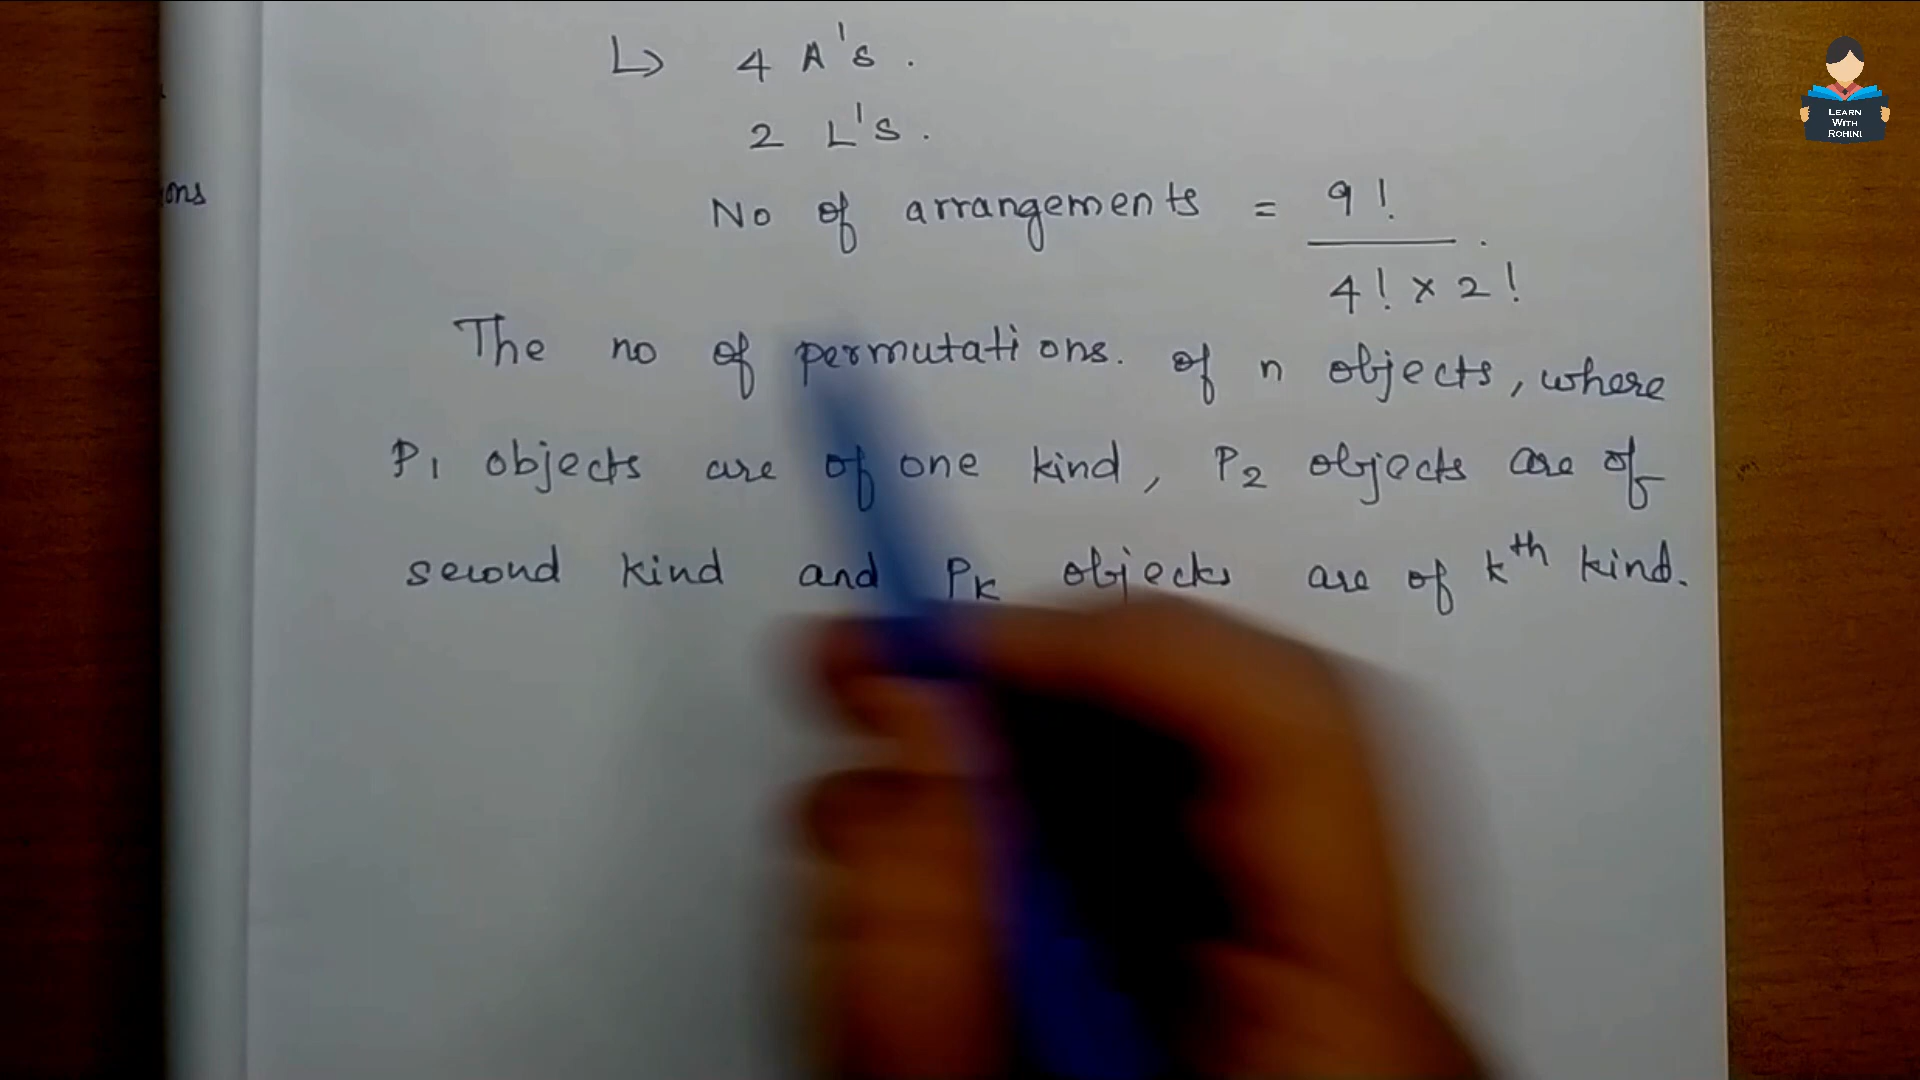 ↳ 4 A's.
2 L's.
ons
No of arrangements = 9! / 4! × 2! .
The no of permutations. of n objects, where
P1 objects are of one kind, P2 objects are of
second kind and PK objects are of kth kind.
LEARN
WITH
ROHINI